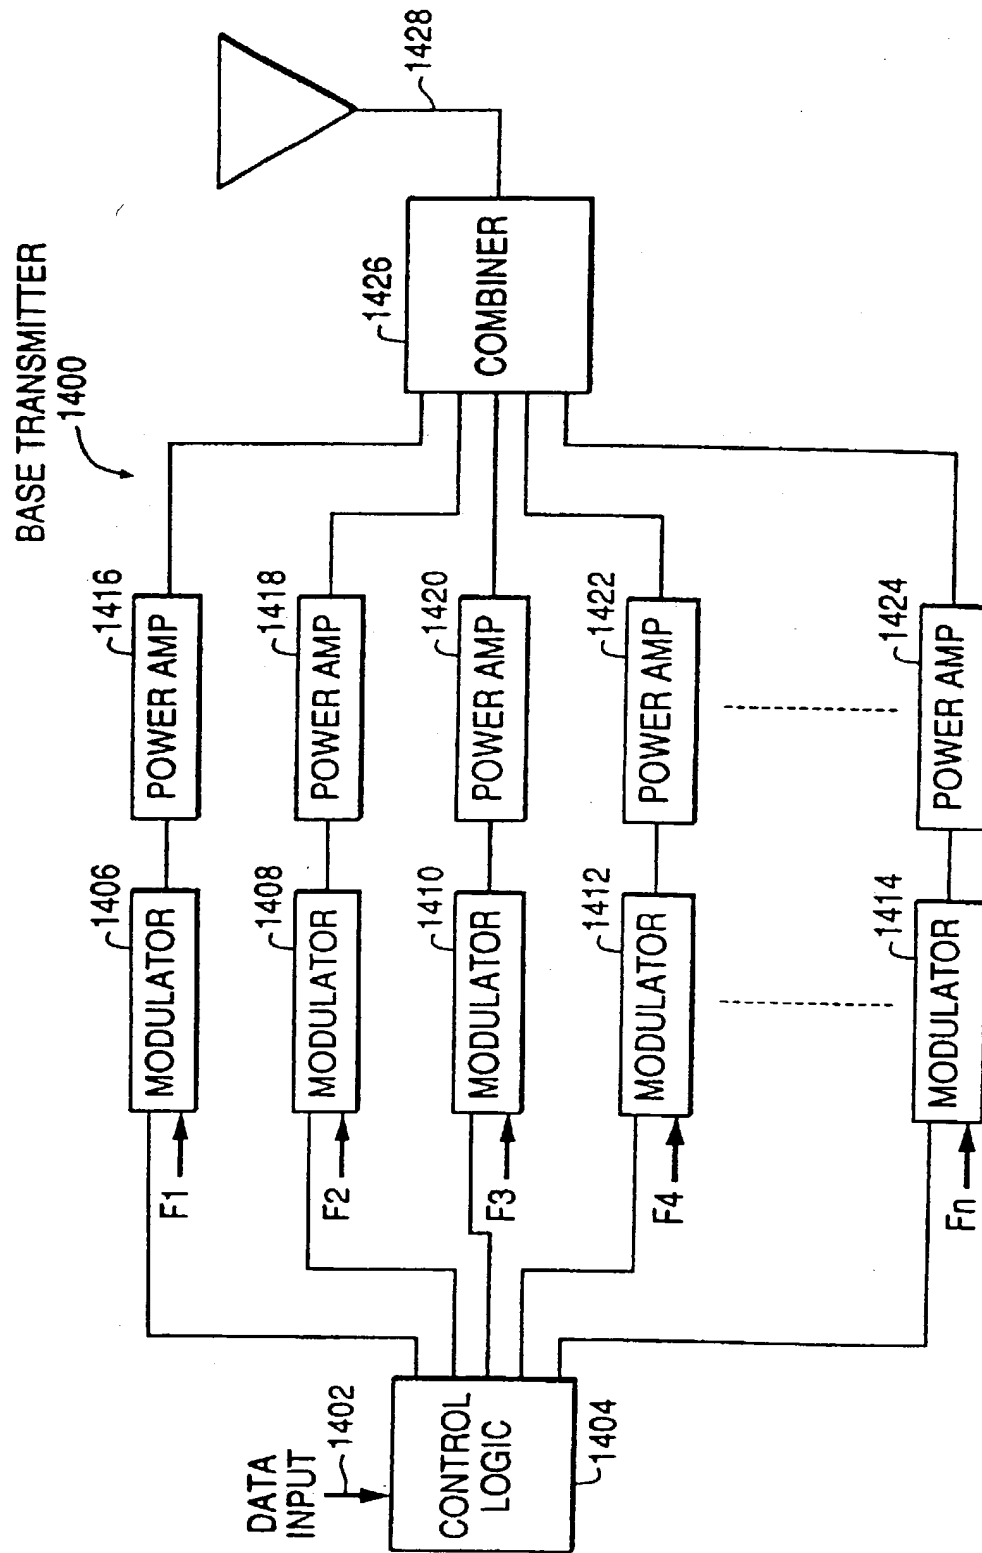 BASE TRANSMITTER
1400
DATA
INPUT
1402
CONTROL
LOGIC
1404
F1
MODULATOR
1406
POWER AMP
1416
F2
MODULATOR
1408
POWER AMP
1418
F3
MODULATOR
1410
POWER AMP
1420
F4
MODULATOR
1412
POWER AMP
1422
Fn
MODULATOR
1414
POWER AMP
1424
COMBINER
1426
1428